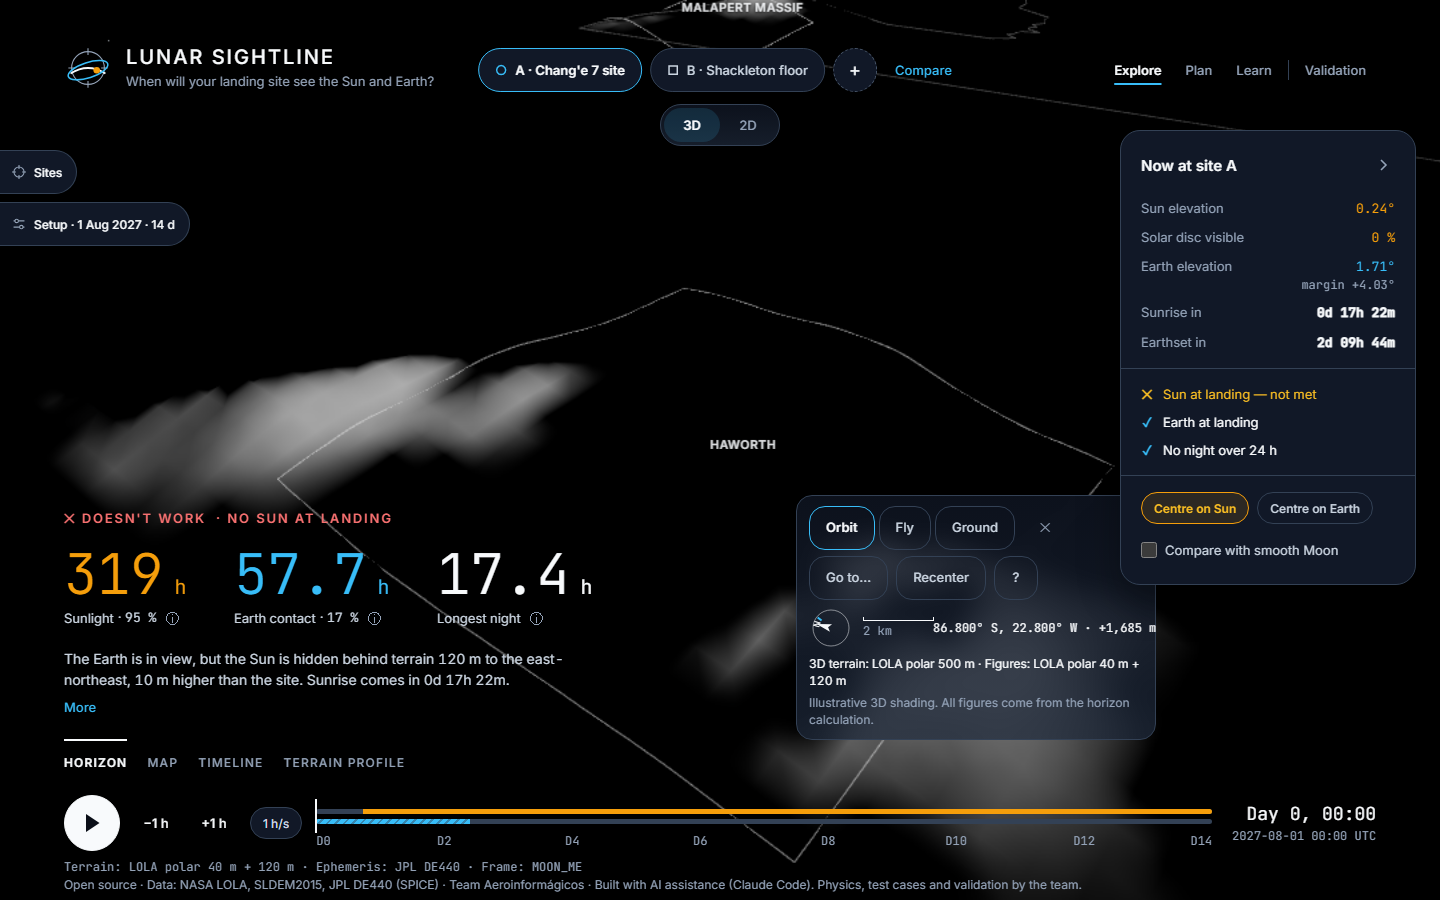 MALAPERT MASSIF
LUNAR SIGHTLINE
When will your landing site see the Sun and Earth?
A · Chang'e 7 site
B · Shackleton floor
+
Compare
Explore
Plan
Learn
Validation
3D
2D
Sites
Setup · 1 Aug 2027 · 14 d
Now at site A
Sun elevation 0.24°
Solar disc visible 0 %
Earth elevation 1.71°
margin +4.03°
Sunrise in 0d 17h 22m
Earthset in 2d 09h 44m
Sun at landing — not met
Earth at landing
No night over 24 h
Centre on Sun
Centre on Earth
Compare with smooth Moon
HAWORTH
DOESN'T WORK · NO SUN AT LANDING
319 h
57.7 h
17.4 h
Sunlight · 95 %
Earth contact · 17 %
Longest night
The Earth is in view, but the Sun is hidden behind terrain 120 m to the east-
northeast, 10 m higher than the site. Sunrise comes in 0d 17h 22m.
More
Orbit
Fly
Ground
Go to...
Recenter
?
2 km
86.800° S, 22.800° W · +1,685 m
3D terrain: LOLA polar 500 m · Figures: LOLA polar 40 m +
120 m
Illustrative 3D shading. All figures come from the horizon
calculation.
HORIZON
MAP
TIMELINE
TERRAIN PROFILE
−1 h
+1 h
1 h/s
D0
D2
D4
D6
D8
D10
D12
D14
Day 0, 00:00
2027-08-01 00:00 UTC
Terrain: LOLA polar 40 m + 120 m · Ephemeris: JPL DE440 · Frame: MOON_ME
Open source · Data: NASA LOLA, SLDEM2015, JPL DE440 (SPICE) · Team Aeroinformágicos · Built with AI assistance (Claude Code). Physics, test cases and validation by the team.